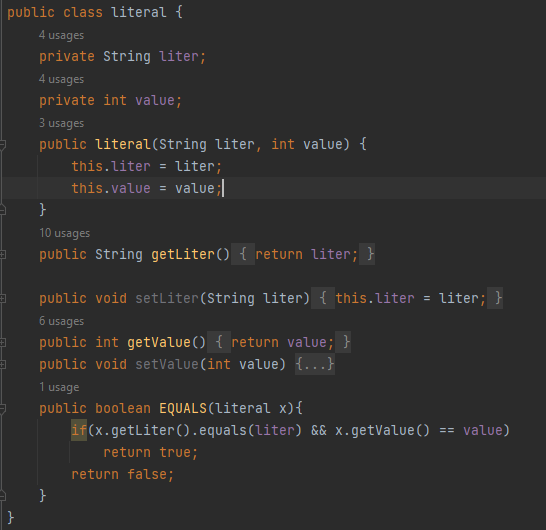 public class literal {
4 usages
private String liter;
4 usages
private int value;
3 usages
public literal(String liter, int value) {
this.liter = liter;
this.value = value;
}
10 usages
public String getLiter() { return liter; }
public void setLiter(String liter) { this.liter = liter; }
6 usages
public int getValue() { return value; }
public void setValue(int value) {...}
1 usage
public boolean EQUALS(literal x){
if(x.getLiter().equals(liter) && x.getValue() == value)
return true;
return false;
}
}